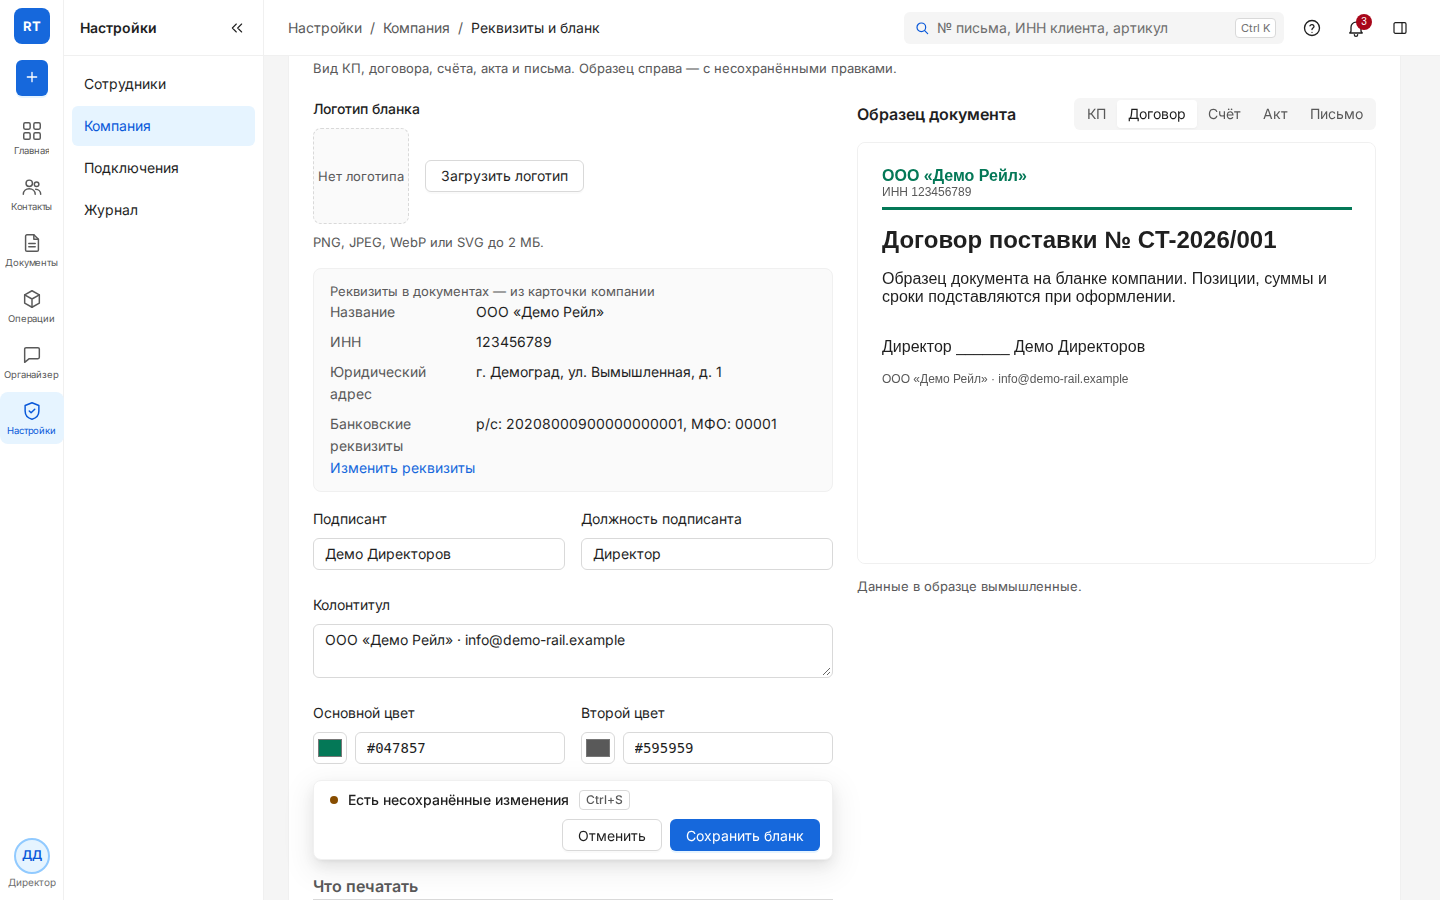 RT
Настройки
Настройки / Компания / Реквизиты и бланк
№ письма, ИНН клиента, артикул
Ctrl K
3
Главная
Контакты
Документы
Операции
Органайзер
Настройки
ДД
Директор
Сотрудники
Компания
Подключения
Журнал
Вид КП, договора, счёта, акта и письма. Образец справа — с несохранёнными правками.
Логотип бланка
Нет логотипа
Загрузить логотип
PNG, JPEG, WebP или SVG до 2 МБ.
Реквизиты в документах — из карточки компании
Название ООО «Демо Рейл»
ИНН 123456789
Юридический адрес г. Демоград, ул. Вымышленная, д. 1
Банковские реквизиты р/с: 20208000900000000001, МФО: 00001
Изменить реквизиты
Подписант
Должность подписанта
Демо Директоров
Директор
Колонтитул
ООО «Демо Рейл» · info@demo-rail.example
Основной цвет
Второй цвет
#047857
#595959
Есть несохранённые изменения Ctrl+S
Отменить
Сохранить бланк
Что печатать
Образец документа
КП Договор Счёт Акт Письмо
ООО «Демо Рейл»
ИНН 123456789
Договор поставки № CT-2026/001
Образец документа на бланке компании. Позиции, суммы и
сроки подставляются при оформлении.
Директор ______ Демо Директоров
ООО «Демо Рейл» · info@demo-rail.example
Данные в образце вымышленные.